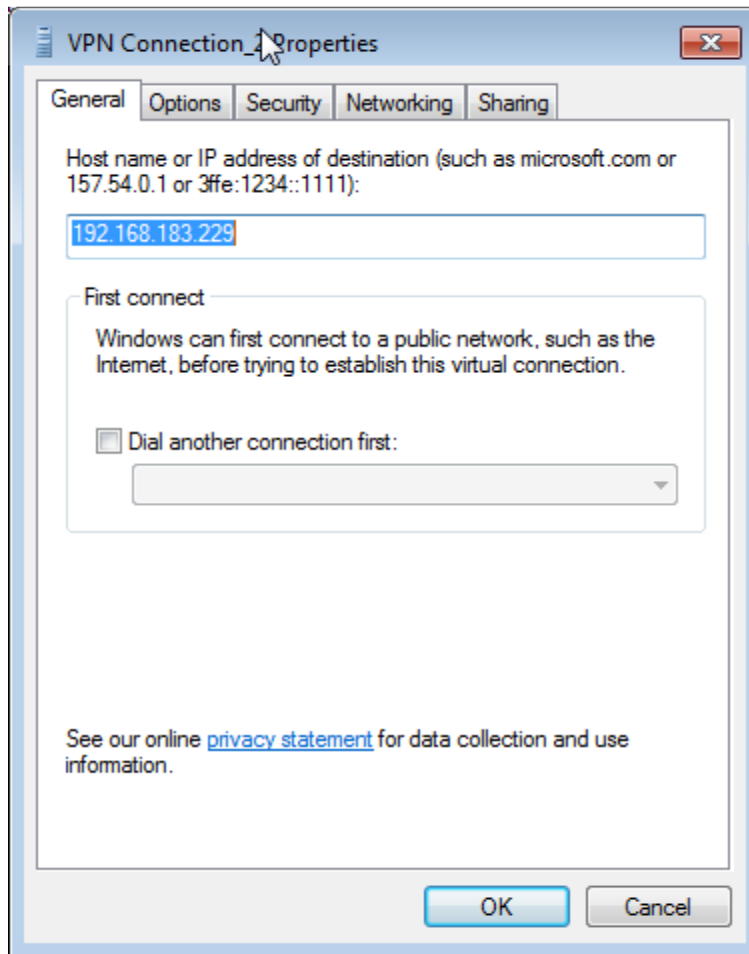 VPN Connection_2 Properties
General Options Security Networking Sharing
Host name or IP address of destination (such as microsoft.com or
157.54.0.1 or 3ffe:1234::1111):
192.168.183.229
First connect
Windows can first connect to a public network, such as the
Internet, before trying to establish this virtual connection.
Dial another connection first:
See our online privacy statement for data collection and use
information.
OK Cancel